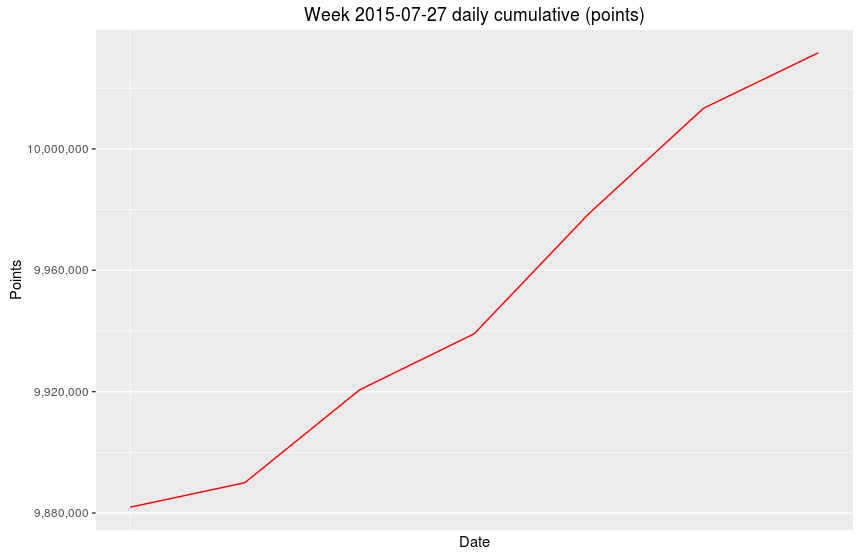 Week 2015-07-27 daily cumulative (points)
Points
10,000,000
9,960,000
9,920,000
9,880,000
Date